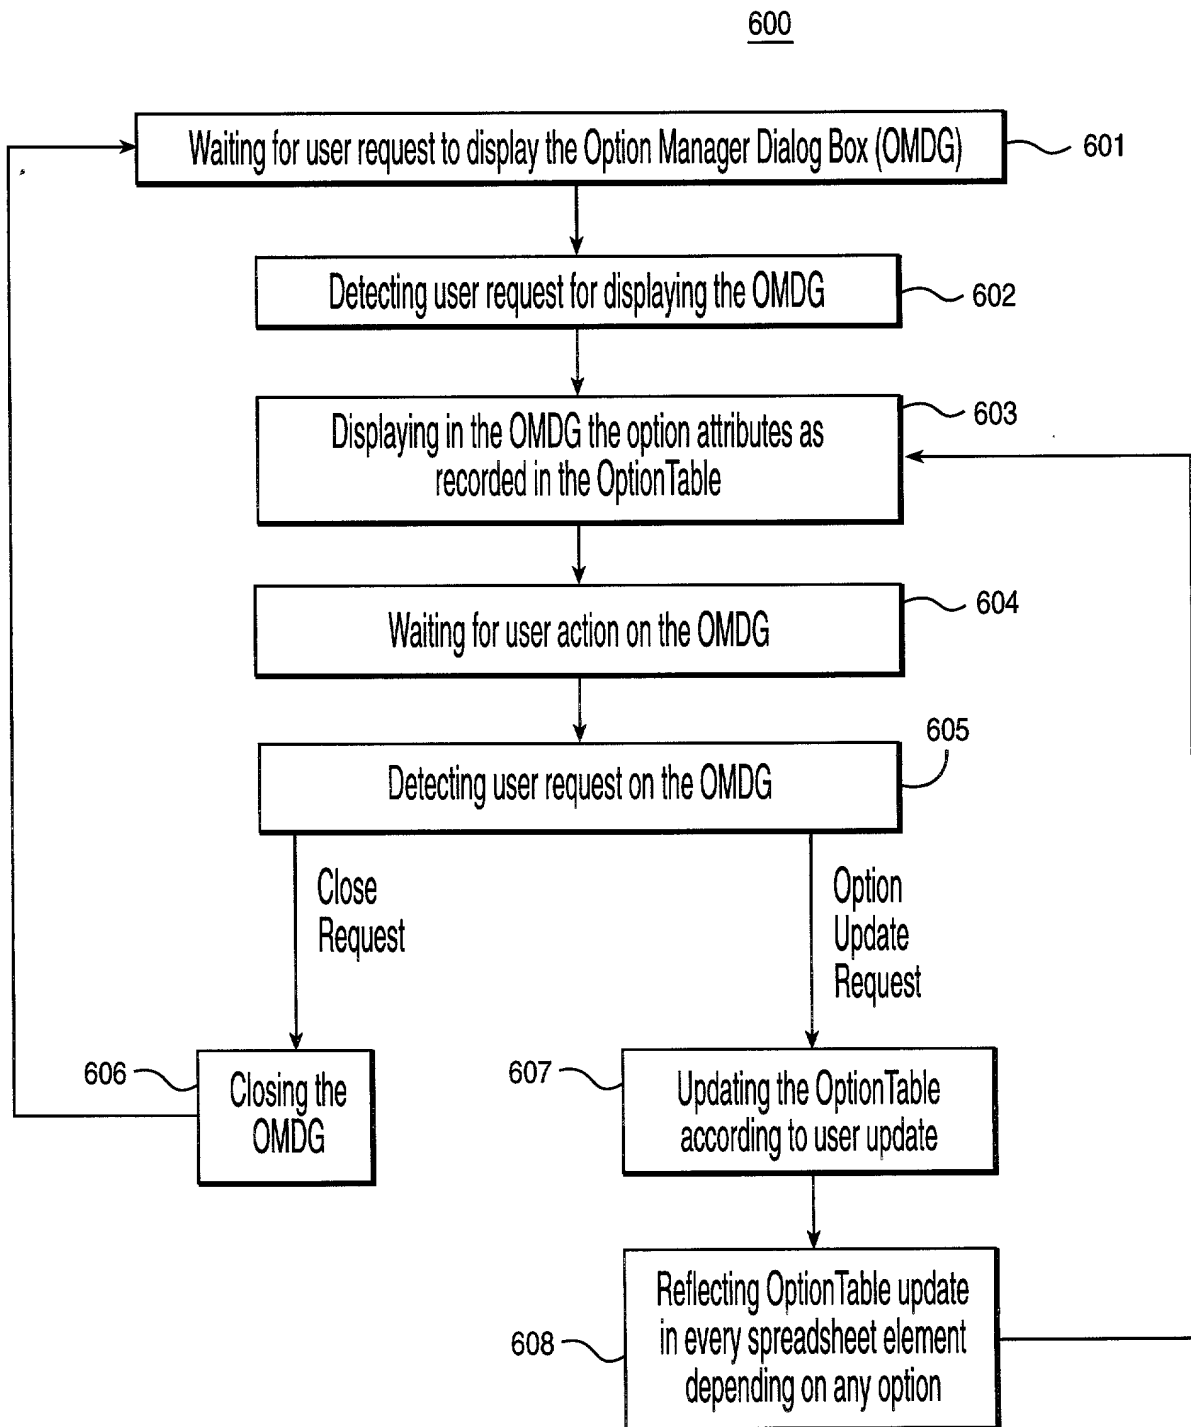 600
Waiting for user request to display the Option Manager Dialog Box (OMDG)
601
Detecting user request for displaying the OMDG
602
603
Displaying in the OMDG the option attributes as
recorded in the OptionTable
604
Waiting for user action on the OMDG
605
Detecting user request on the OMDG
Close
Request
Option
Update
Request
606
Closing the
OMDG
607
Updating the OptionTable
according to user update
608
Reflecting OptionTable update
in every spreadsheet element
depending on any option